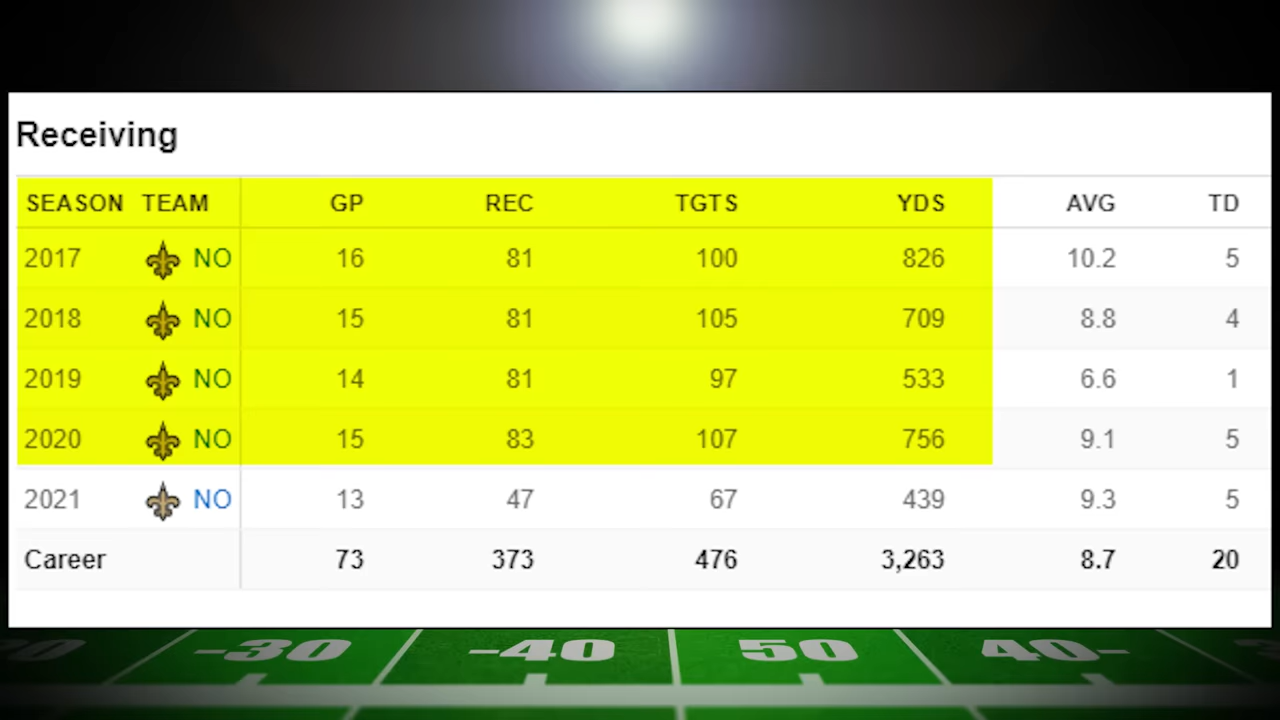 Receiving
SEASON TEAM GP REC TGTS YDS AVG TD
2017 NO 16 81 100 826 10.2 5
2018 NO 15 81 105 709 8.8 4
2019 NO 14 81 97 533 6.6 1
2020 NO 15 83 107 756 9.1 5
2021 NO 13 47 67 439 9.3 5
Career 73 373 476 3,263 8.7 20
20 -30 -40 50 40-